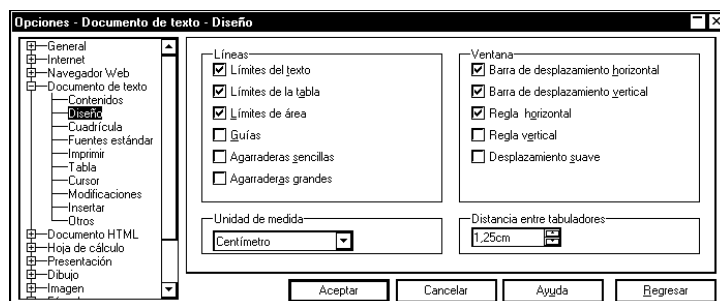 Opciones - Documento de texto - Diseño
General
Internet
Navegador Web
Documento de texto
Contenidos
Diseño
Cuadrícula
Fuentes estándar
Imprimir
Tabla
Cursor
Modificaciones
Insertar
Otros
Documento HTML
Hoja de cálculo
Presentación
Dibujo
Imagen
Líneas
Límites del texto
Límites de la tabla
Límites de área
Guías
Agarraderas sencillas
Agarraderas grandes
Ventana
Barra de desplazamiento horizontal
Barra de desplazamiento vertical
Regla horizontal
Regla vertical
Desplazamiento suave
Unidad de medida
Centímetro
Distancia entre tabuladores
1,25cm
Aceptar
Cancelar
Ayuda
Regresar